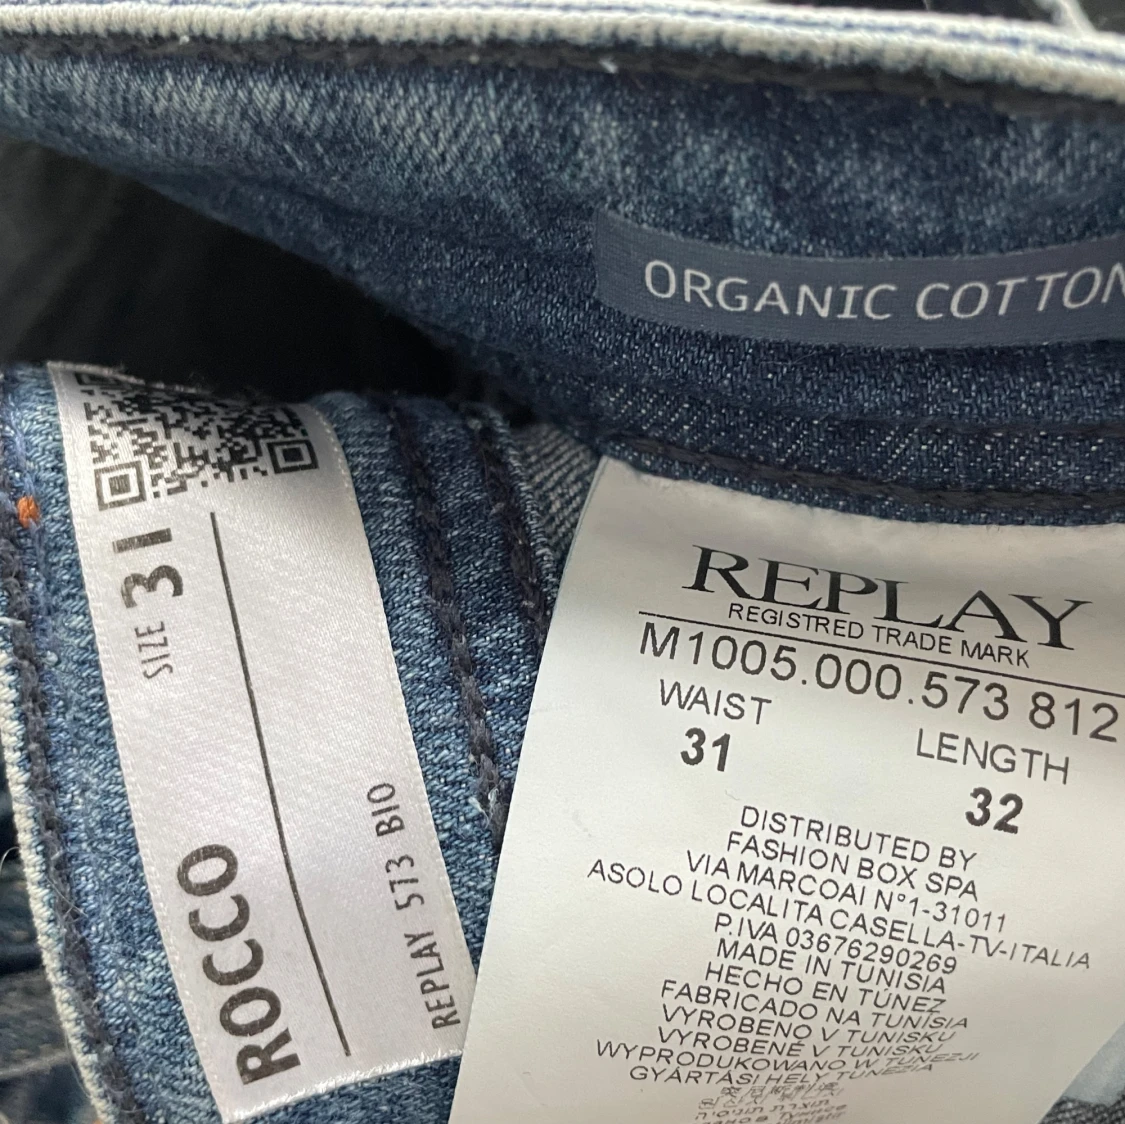 ORGANIC COTTON
SIZE 31
ROCCO
REPLAY 573 BIO
REPLAY
REGISTRED TRADE MARK
M1005.000.573 812
WAIST
31
LENGTH
32
DISTRIBUTED BY
FASHION BOX SPA
VIA MARCOAI N°1-31011
ASOLO LOCALITA CASELLA-TV-ITALIA
P.IVA 03676290269
MADE IN TUNISIA
HECHO EN TÚNEZ
FABRICADO NA TUNISIA
VYROBENO V TUNISKU
VYROBENÉ V TUNISKU
WYPRODUKOWANO W TUNEZJI
GYÁRTÁSI HELY TUNÉZIA